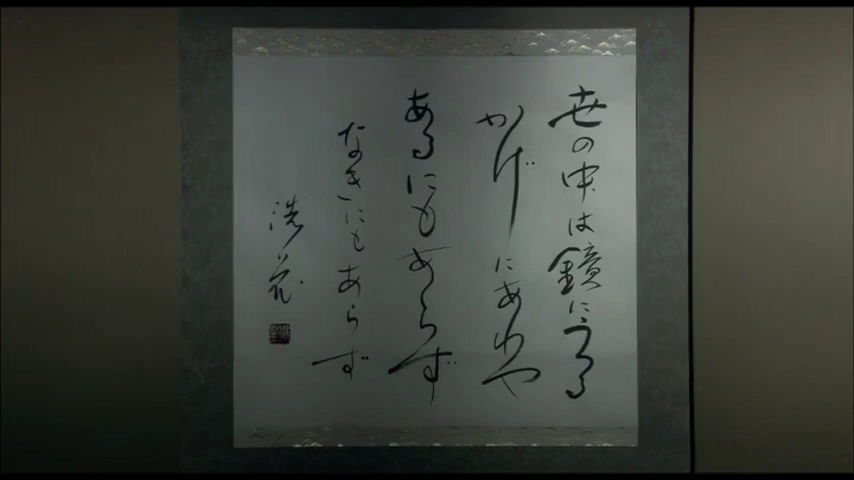 世の中は鏡にうつる
かげにあれや
あるにもあらず
なきにもあらず